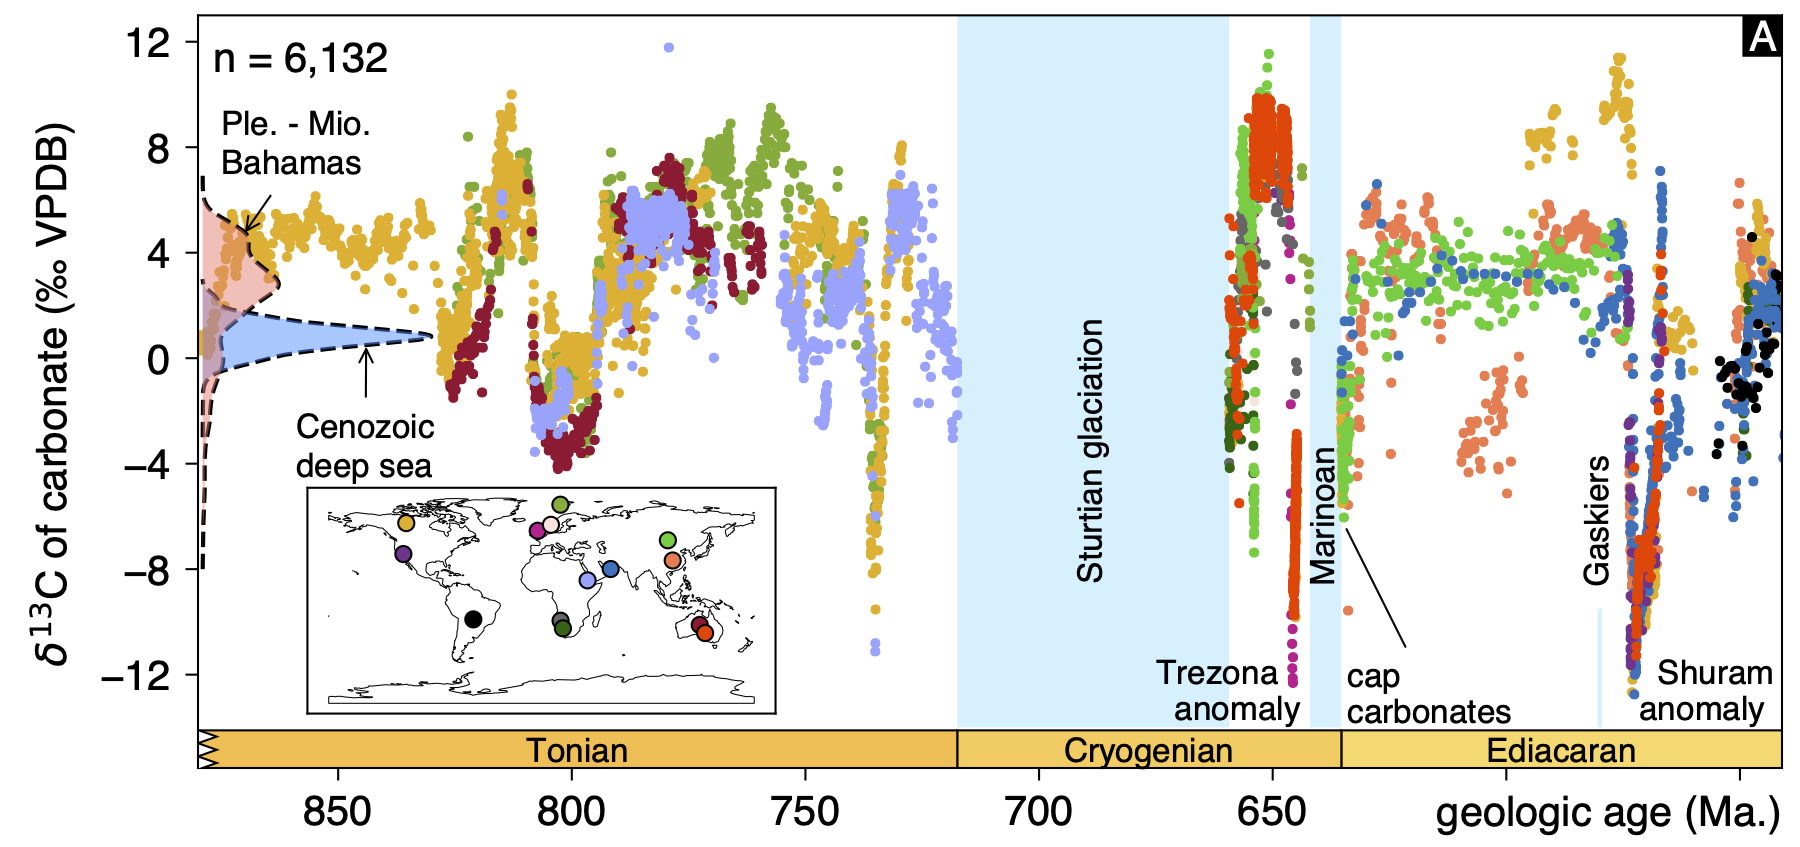 A
n = 6,132
Ple. - Mio.
Bahamas
Cenozoic
deep sea
Sturtian glaciation
Marinoan
Gaskiers
Trezona
anomaly
cap
carbonates
Shuram
anomaly
12
8
4
0
−4
−8
−12
δ¹³C of carbonate (‰ VPDB)
Tonian
Cryogenian
Ediacaran
850
800
750
700
650
geologic age (Ma.)